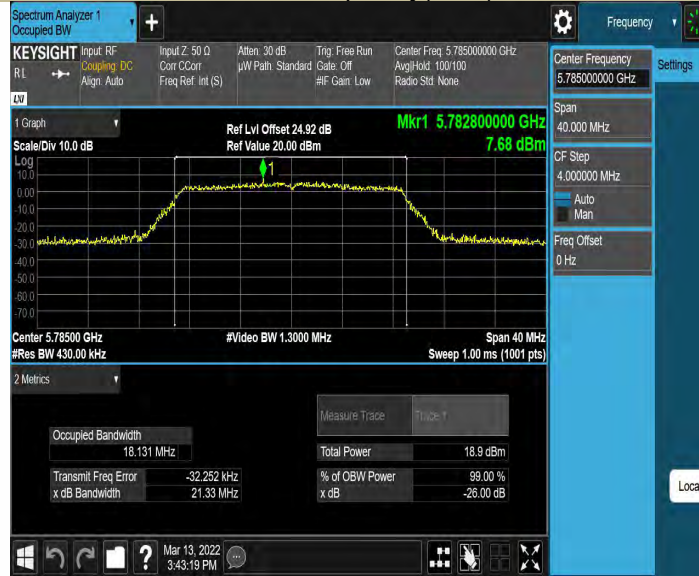 Spectrum Analyzer 1
Occupied BW
Frequency
KEYSIGHT
R L
LXI
Input: RF
Coupling: DC
Align: Auto
Input Z: 50 Ω
Corr CCorr
Freq Ref: Int (S)
Atten: 30 dB
µW Path: Standard
Trig: Free Run
Gate: Off
#IF Gain: Low
Center Freq: 5.785000000 GHz
Avg|Hold: 100/100
Radio Std: None
Center Frequency
5.785000000 GHz
Settings
Span
40.000 MHz
CF Step
4.000000 MHz
Auto
Man
Freq Offset
0 Hz
Local
1 Graph
Scale/Div 10.0 dB
Ref Lvl Offset 24.92 dB
Ref Value 20.00 dBm
Mkr1 5.782800000 GHz
7.68 dBm
Log
10.0
0.00
-10.0
-20.0
-30.0
-40.0
-50.0
-60.0
-70.0
1
Center 5.78500 GHz
#Res BW 430.00 kHz
#Video BW 1.3000 MHz
Span 40 MHz
Sweep 1.00 ms (1001 pts)
2 Metrics
Measure Trace
Trace 1
Occupied Bandwidth
18.131 MHz
Total Power
18.9 dBm
Transmit Freq Error
-32.252 kHz
% of OBW Power
99.00 %
x dB Bandwidth
21.33 MHz
x dB
-26.00 dB
?
Mar 13, 2022
3:43:19 PM